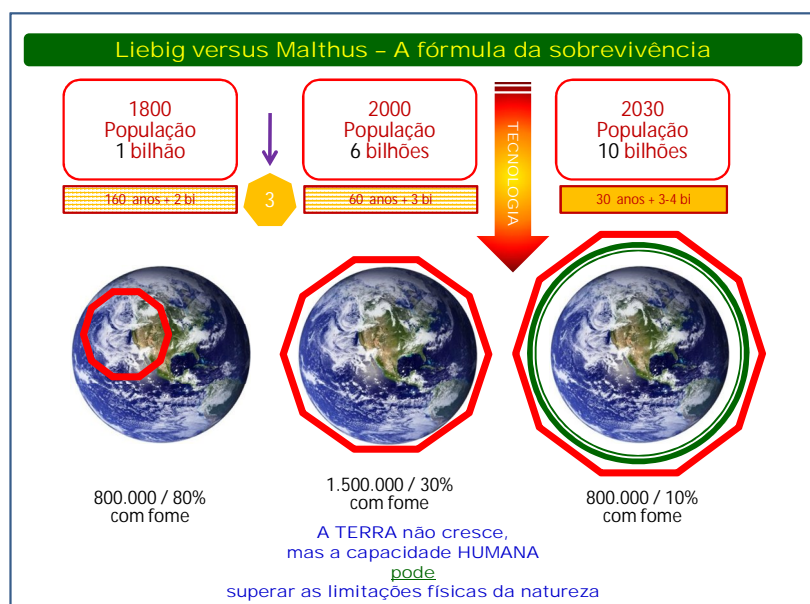 Liebig versus Malthus – A fórmula da sobrevivência
1800
População
1 bilhão
2000
População
6 bilhões
TECNOLOGIA
2030
População
10 bilhões
160 anos + 2 bi
3
60 anos + 3 bi
30 anos + 3-4 bi
800.000 / 80%
com fome
1.500.000 / 30%
com fome
800.000 / 10%
com fome
A TERRA não cresce,
mas a capacidade HUMANA
pode
superar as limitações físicas da natureza